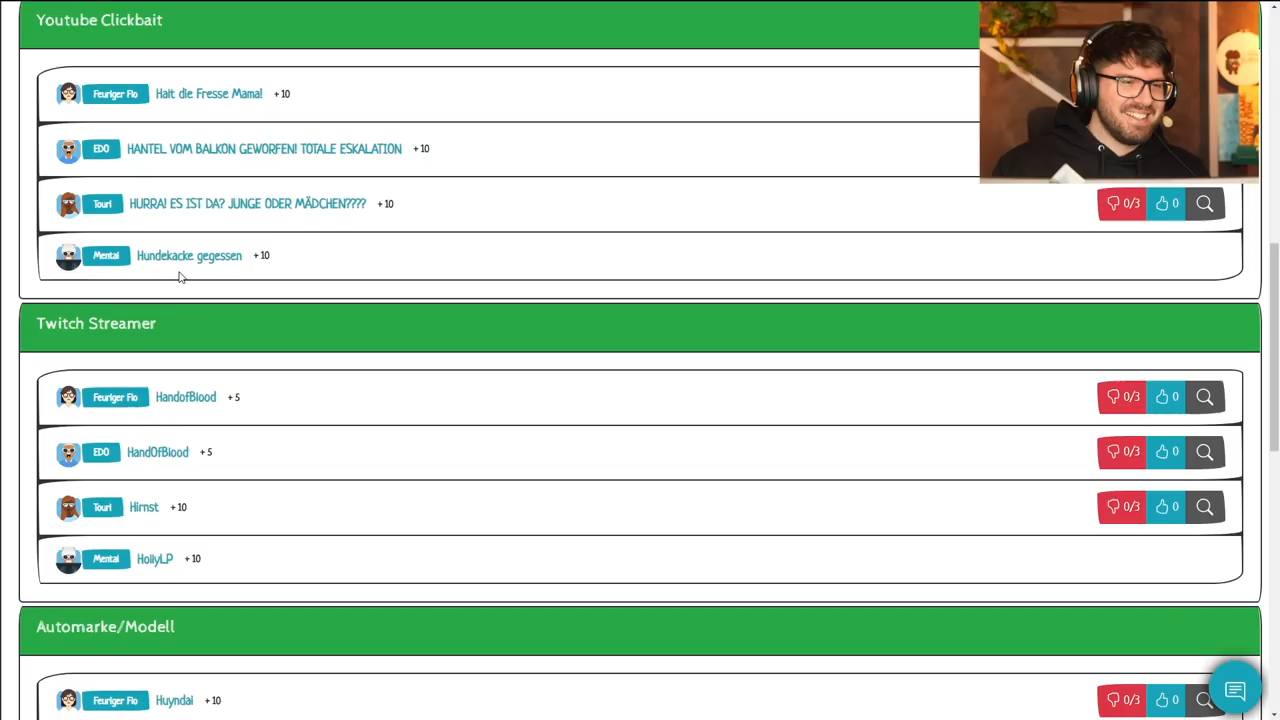 Youtube Clickbait
Feuriger Flo Halt die Fresse Mama! +10
EDO HANTEL VOM BALKON GEWORFEN! TOTALE ESKALATION +10
Touri HURRA! ES IST DA? JUNGE ODER MÄDCHEN???? +10 0/3 0
Mental Hundekacke gegessen +10
Twitch Streamer
Feuriger Flo HandofBlood +5 0/3 0
EDO HandOfBlood +5 0/3 0
Touri Hirnst +10 0/3 0
Mental HollyLP +10
Automarke/Modell
Feuriger Flo Huyndai +10 0/3 0